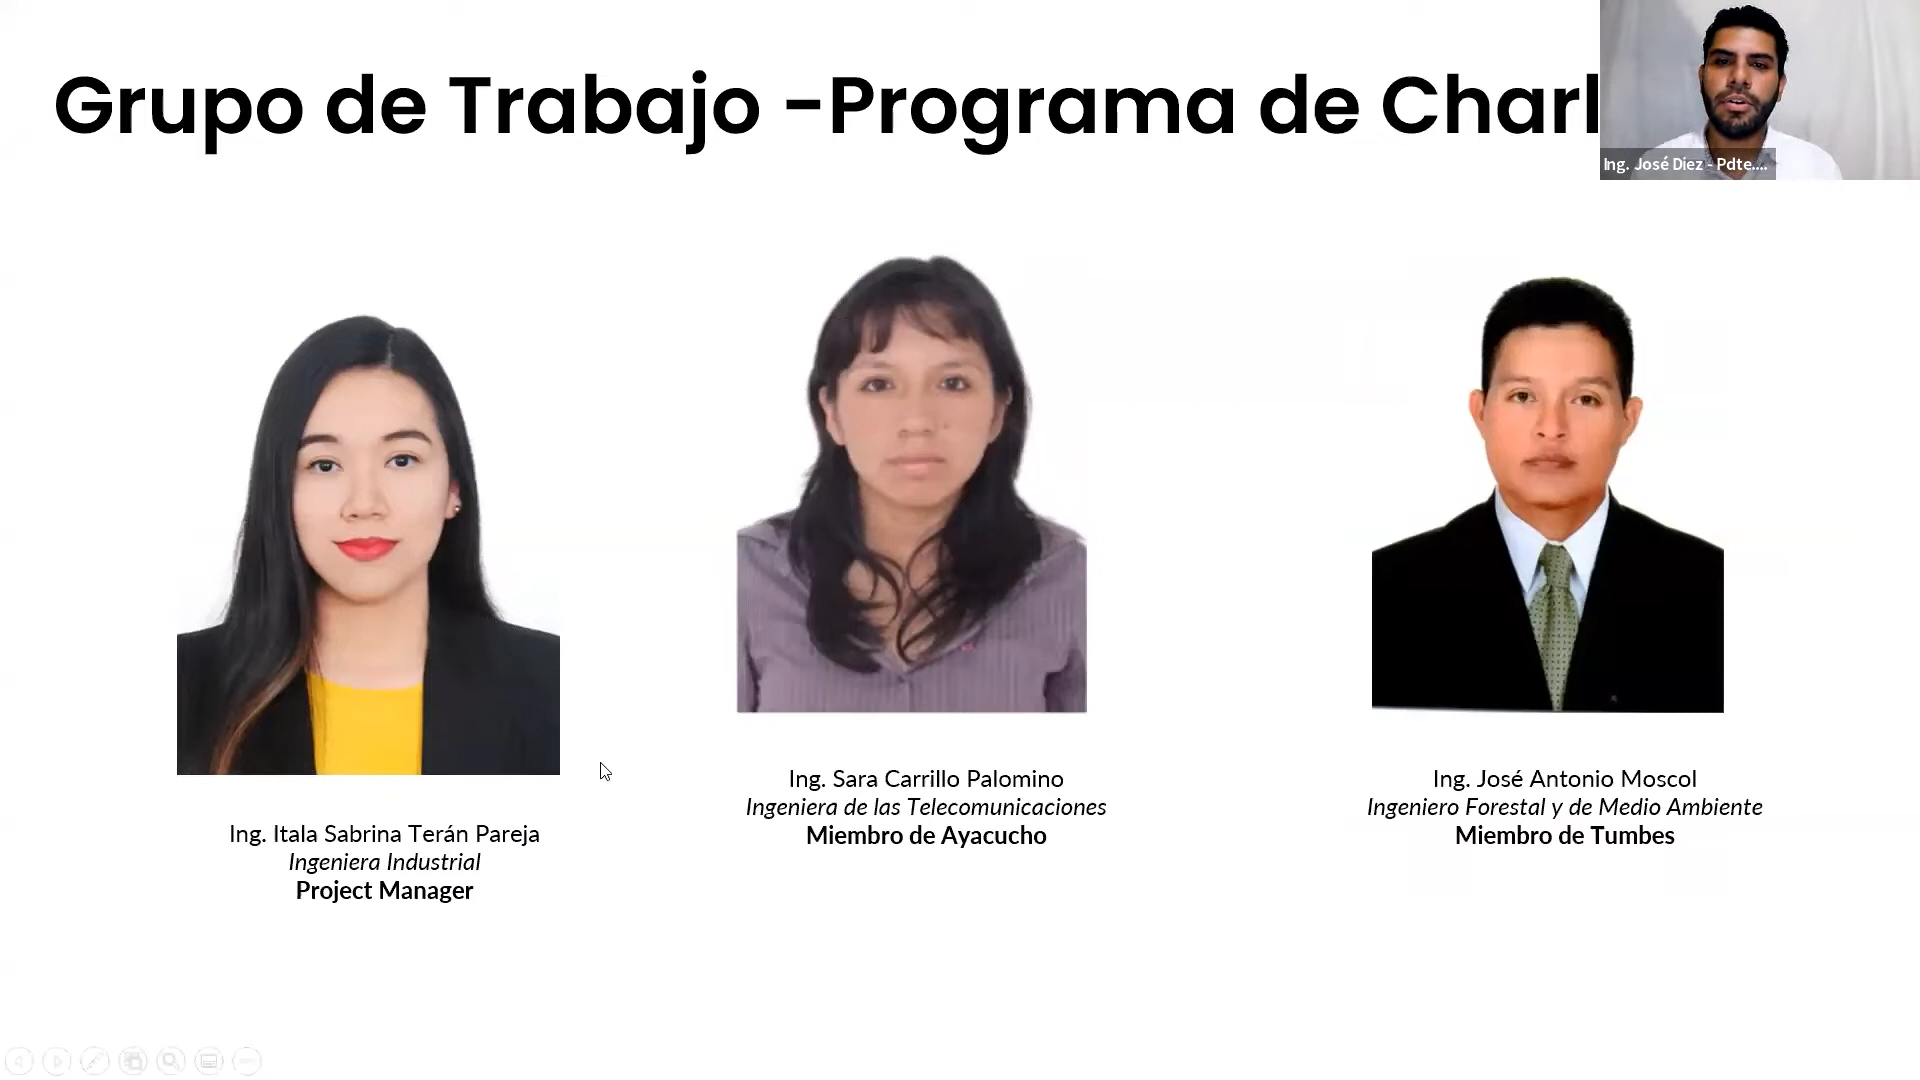 Grupo de Trabajo -Programa de Charl
Ing. José Diez - Pdte....
Ing. Itala Sabrina Terán Pareja
Ingeniera Industrial
Project Manager
Ing. Sara Carrillo Palomino
Ingeniera de las Telecomunicaciones
Miembro de Ayacucho
Ing. José Antonio Moscol
Ingeniero Forestal y de Medio Ambiente
Miembro de Tumbes